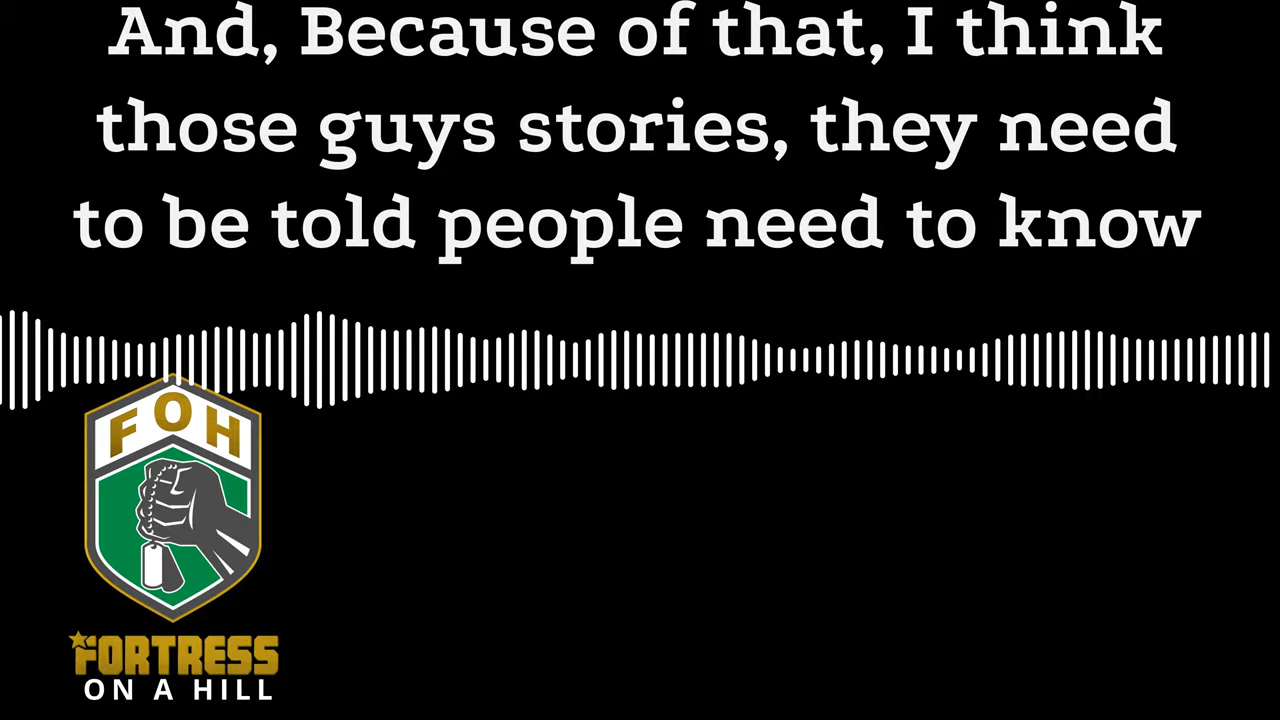 And, Because of that, I think
those guys stories, they need
to be told people need to know
FOH
FORTRESS
ON A HILL